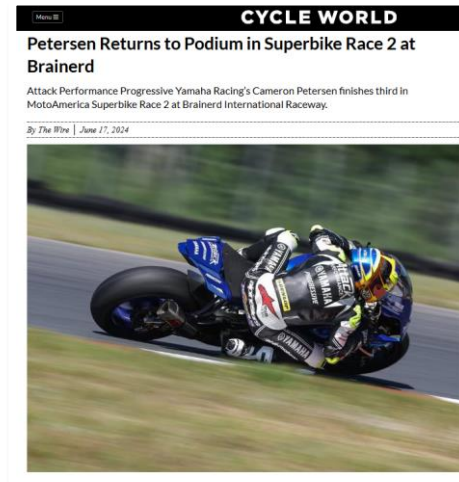 Menu ☰
CYCLE WORLD
Petersen Returns to Podium in Superbike Race 2 at
Brainerd
Attack Performance Progressive Yamaha Racing's Cameron Petersen finishes third in
MotoAmerica Superbike Race 2 at Brainerd International Raceway.
By The Wire | June 17, 2024
YAMAHA
YAMAHA